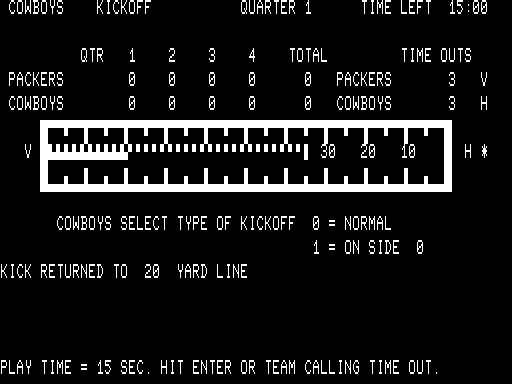 COWBOYS KICKOFF QUARTER 1 TIME LEFT 15:00
QTR 1 2 3 4 TOTAL TIME OUTS
PACKERS 0 0 0 0 0 PACKERS 3 V
COWBOYS 0 0 0 0 0 COWBOYS 3 H
V 30 20 10 H *
COWBOYS SELECT TYPE OF KICKOFF 0 = NORMAL
1 = ON SIDE 0
KICK RETURNED TO 20 YARD LINE
PLAY TIME = 15 SEC. HIT ENTER OR TEAM CALLING TIME OUT.